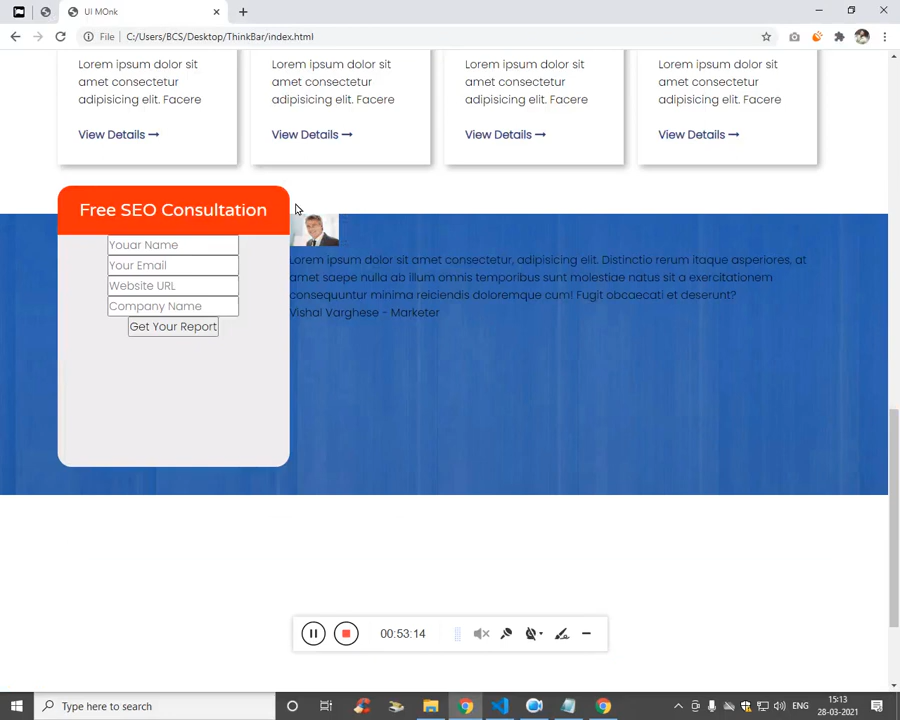 UI MOnk
File
C:/Users/BCS/Desktop/ThinkBar/index.html
Lorem ipsum dolor sit
amet consectetur
adipisicing elit. Facere
View Details
Lorem ipsum dolor sit
amet consectetur
adipisicing elit. Facere
View Details
Lorem ipsum dolor sit
amet consectetur
adipisicing elit. Facere
View Details
Lorem ipsum dolor sit
amet consectetur
adipisicing elit. Facere
View Details
Free SEO Consultation
Youar Name
Your Email
Website URL
Company Name
Get Your Report
Lorem ipsum dolor sit amet consectetur, adipisicing elit. Distinctio rerum itaque asperiores, at
amet saepe nulla ab illum omnis temporibus sunt molestiae natus sit a exercitationem
consequuntur minima reiciendis doloremque cum! Fugit obcaecati et deserunt?
Vishal Varghese - Marketer
00:53:14
Type here to search
ENG
15:13
28-03-2021